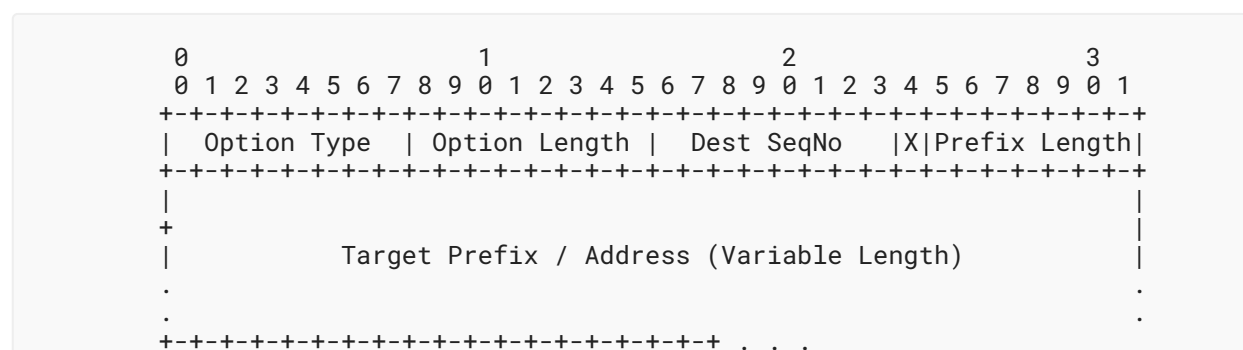 0                   1                   2                   3
 0 1 2 3 4 5 6 7 8 9 0 1 2 3 4 5 6 7 8 9 0 1 2 3 4 5 6 7 8 9 0 1
+-+-+-+-+-+-+-+-+-+-+-+-+-+-+-+-+-+-+-+-+-+-+-+-+-+-+-+-+-+-+-+-+
|  Option Type  | Option Length |  Dest SeqNo   |X|Prefix Length|
+-+-+-+-+-+-+-+-+-+-+-+-+-+-+-+-+-+-+-+-+-+-+-+-+-+-+-+-+-+-+-+-+
|                                                               |
+                                                               |
|           Target Prefix / Address (Variable Length)           |
.                                                               .
.                                                               .
+-+-+-+-+-+-+-+-+-+-+-+-+-+-+-+-+-+-+ . . .